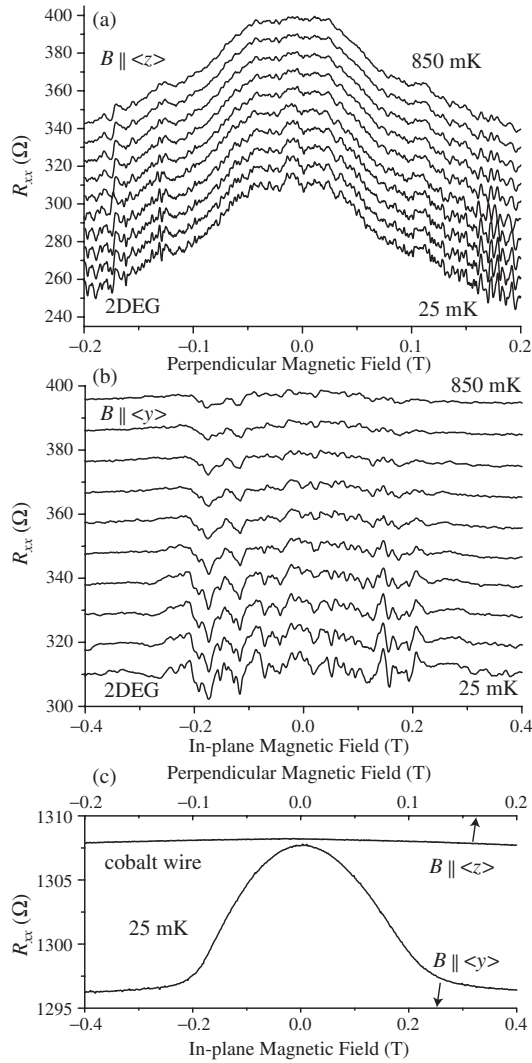 (a)
B || <z>
850 mK
400
380
360
340
320
300
280
260
240
Rxx (Ω)
2DEG
25 mK
−0.2 −0.1 0.0 0.1 0.2
Perpendicular Magnetic Field (T)
(b)
B || <y>
850 mK
400
380
360
340
320
300
Rxx (Ω)
2DEG
25 mK
−0.4 −0.2 0.0 0.2 0.4
In-plane Magnetic Field (T)
Perpendicular Magnetic Field (T)
(c)
−0.2 −0.1 0.0 0.1 0.2
1310
1305
1300
1295
Rxx (Ω)
cobalt wire
B || <z>
25 mK
B || <y>
−0.4 −0.2 0.0 0.2 0.4
In-plane Magnetic Field (T)